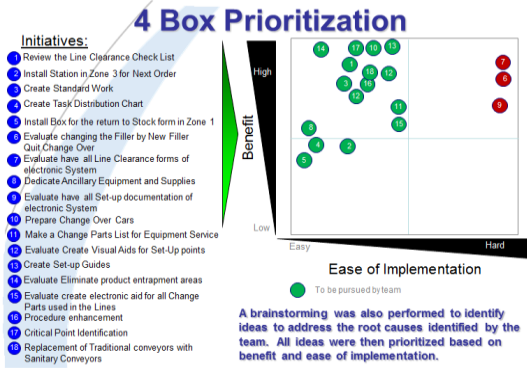 4 Box Prioritization
Initiatives:
1 Review the Line Clearance Check List
2 Install Station in Zone 3 for Next Order
3 Create Standard Work
4 Create Task Distribution Chart
5 Install Box for the return to Stock form in Zone 1
6 Evaluate changing the Filler by New Filler
Quit Change Over
7 Evaluate have all Line Clearance forms of
electronic System
8 Dedicate Ancillary Equipment and Supplies
9 Evaluate have all Set-up documentation of
electronic System
10 Prepare Change Over Cars
11 Make a Change Parts List for Equipment Service
12 Evaluate Create Visual Aids for Set-Up points
13 Create Set-up Guides
14 Evaluate Eliminate product entrapment areas
15 Evaluate create electronic aid for all Change
Parts used in the Lines
16 Procedure enhancement
17 Critical Point Identification
18 Replacement of Traditional conveyors with
Sanitary Conveyors
High
Benefit
Low
14 17 10 13
1
18 12
3 16
12
11
15
8
4 2
5
7
6
9
Easy Hard
Ease of Implementation
To be pursued by team
A brainstorming was also performed to identify
ideas to address the root causes identified by the
team. All ideas were then prioritized based on
benefit and ease of implementation.